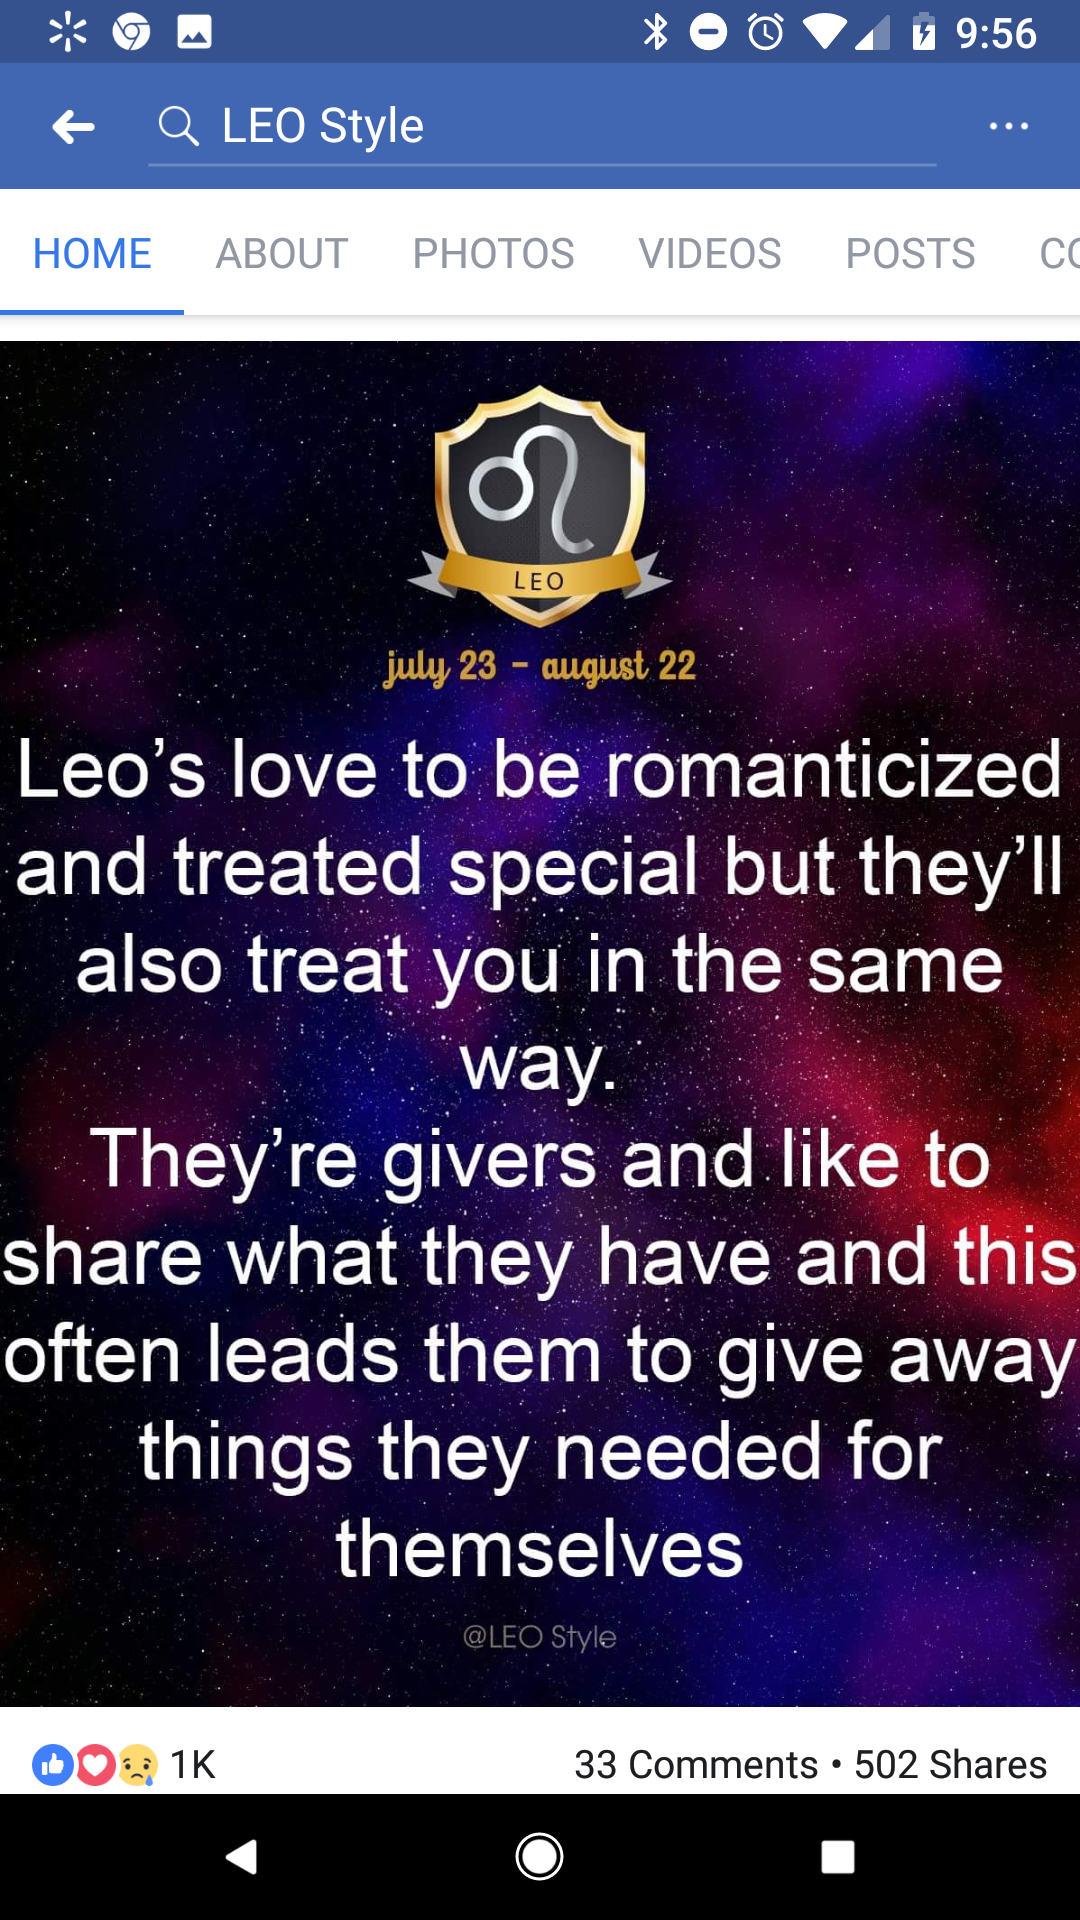 9:56
LEO Style
HOME ABOUT PHOTOS VIDEOS POSTS CO
LEO
july 23 - august 22
Leo’s love to be romanticized
and treated special but they’ll
also treat you in the same
way.
They’re givers and like to
share what they have and this
often leads them to give away
things they needed for
themselves
@LEO Style
1K 33 Comments • 502 Shares